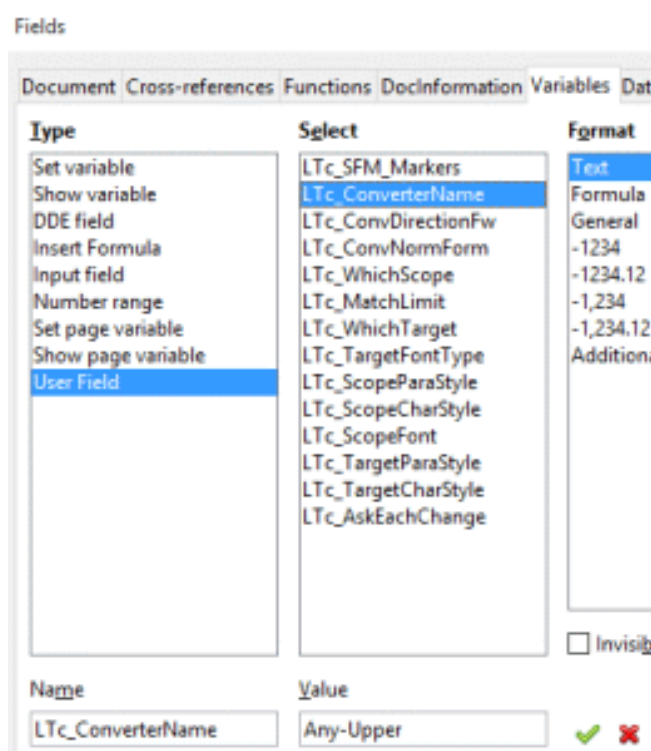 Fields
Document Cross-references Functions DocInformation Variables Dat
Type
Set variable
Show variable
DDE field
Insert Formula
Input field
Number range
Set page variable
Show page variable
User Field
Select
LTc_SFM_Markers
LTc_ConverterName
LTc_ConvDirectionFw
LTc_ConvNormForm
LTc_WhichScope
LTc_MatchLimit
LTc_WhichTarget
LTc_TargetFontType
LTc_ScopeParaStyle
LTc_ScopeCharStyle
LTc_ScopeFont
LTc_TargetParaStyle
LTc_TargetCharStyle
LTc_AskEachChange
Format
Text
Formula
General
-1234
-1234.12
-1,234
-1,234.12
Additiona
Invisib
Name
LTc_ConverterName
Value
Any-Upper